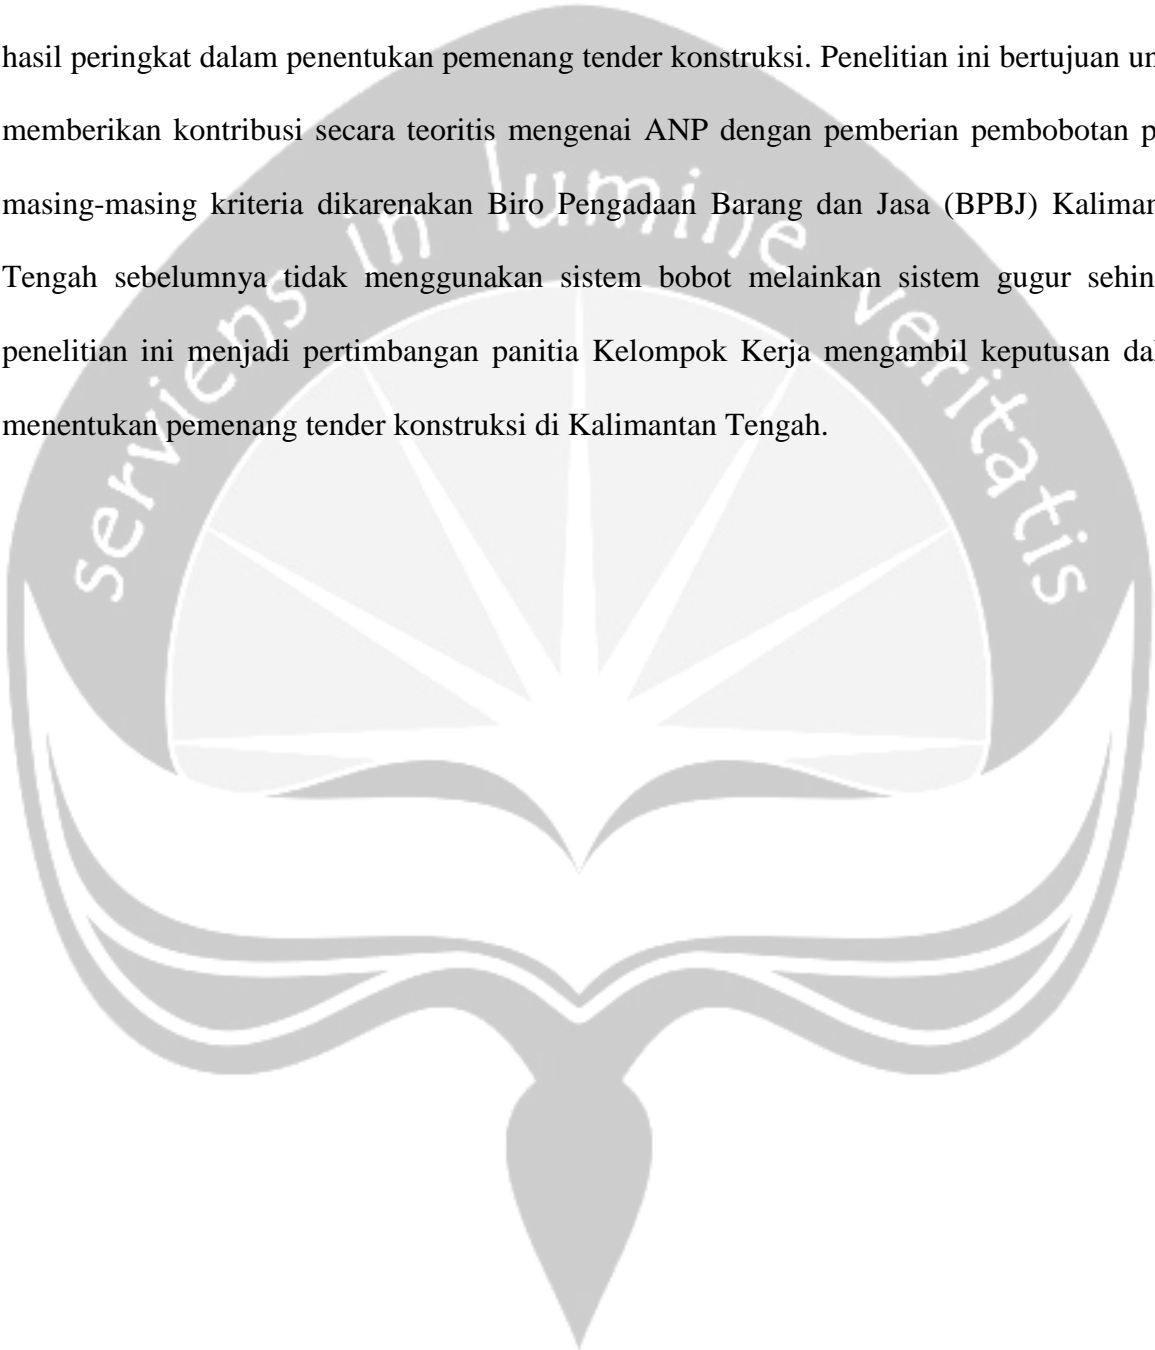 hasil peringkat dalam penentukan pemenang tender konstruksi. Penelitian ini bertujuan un
memberikan kontribusi secara teoritis mengenai ANP dengan pemberian pembobotan p
masing-masing kriteria dikarenakan Biro Pengadaan Barang dan Jasa (BPBJ) Kaliman
Tengah sebelumnya tidak menggunakan sistem bobot melainkan sistem gugur sehin
penelitian ini menjadi pertimbangan panitia Kelompok Kerja mengambil keputusan da
menentukan pemenang tender konstruksi di Kalimantan Tengah.
serviens in lumine veritatis